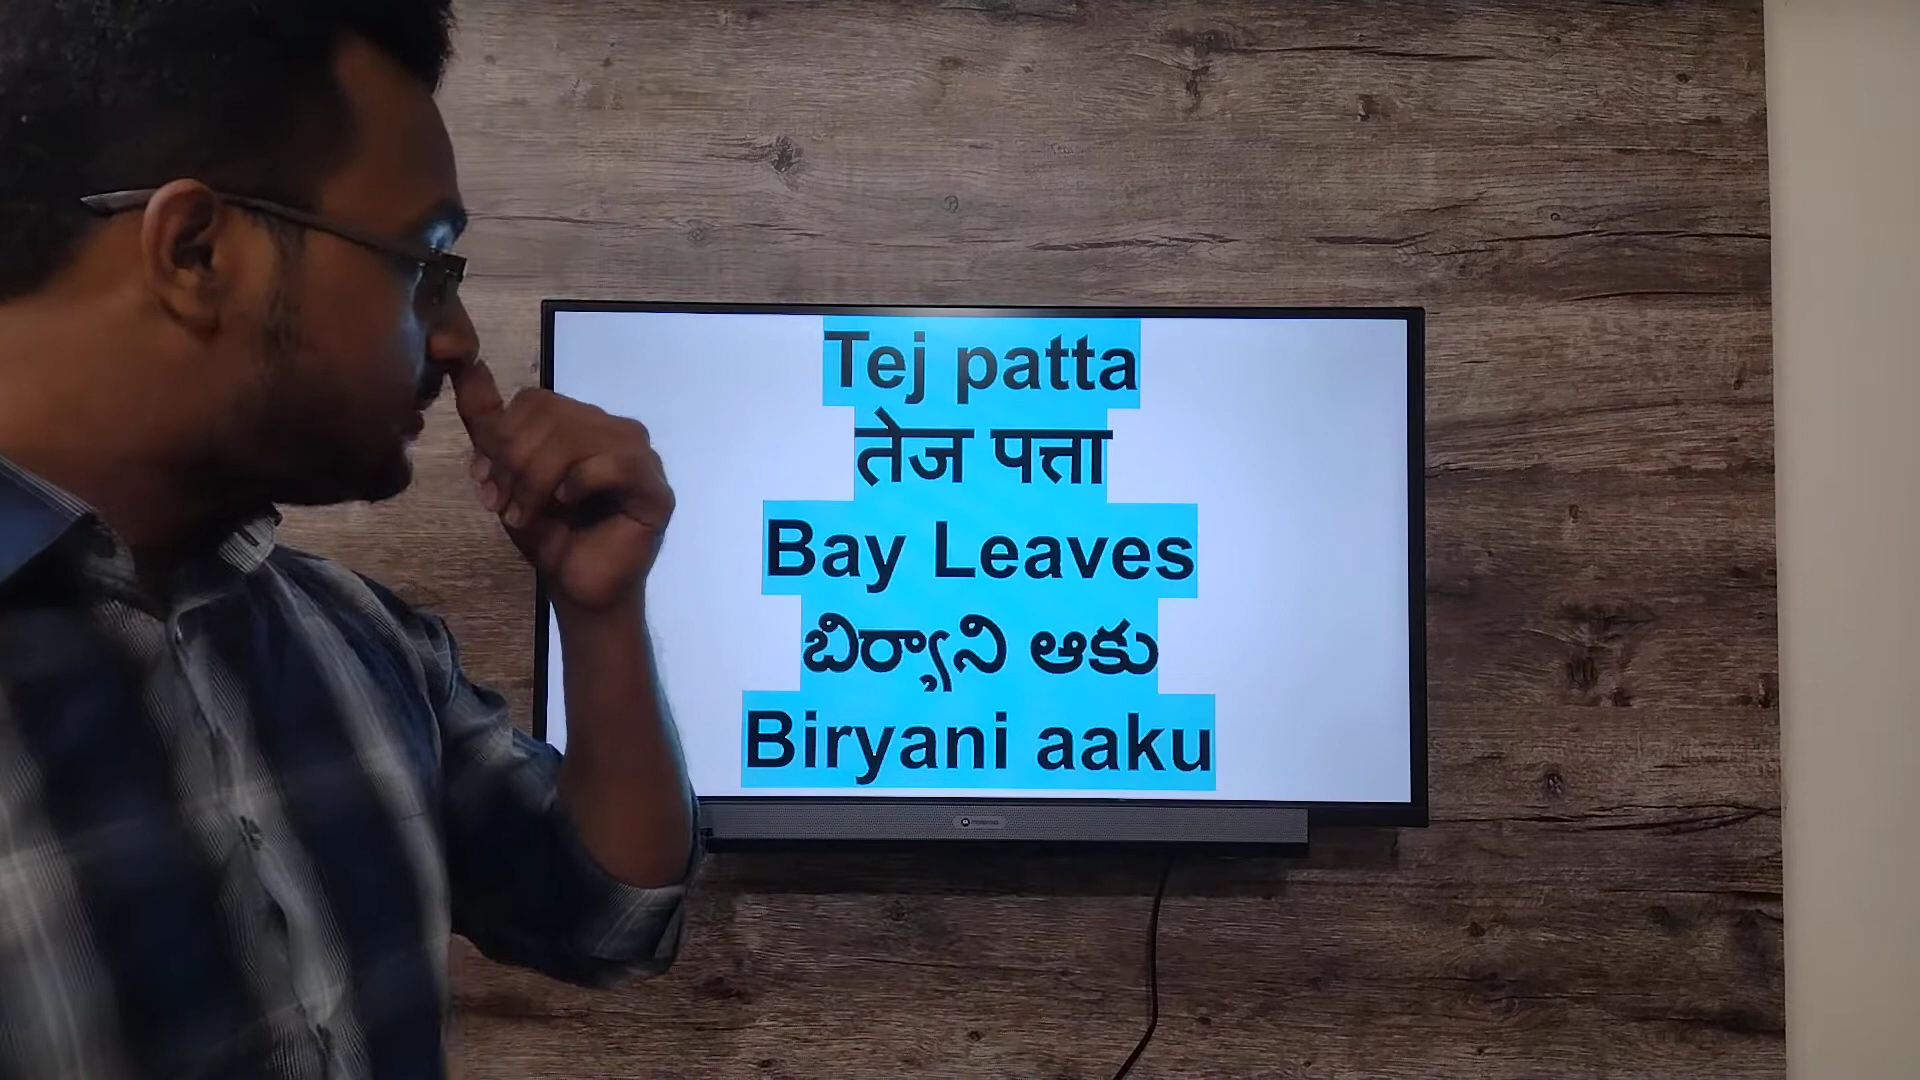 Tej patta
तेज पत्ता
Bay Leaves
బిర్యాని ఆకు
Biryani aaku